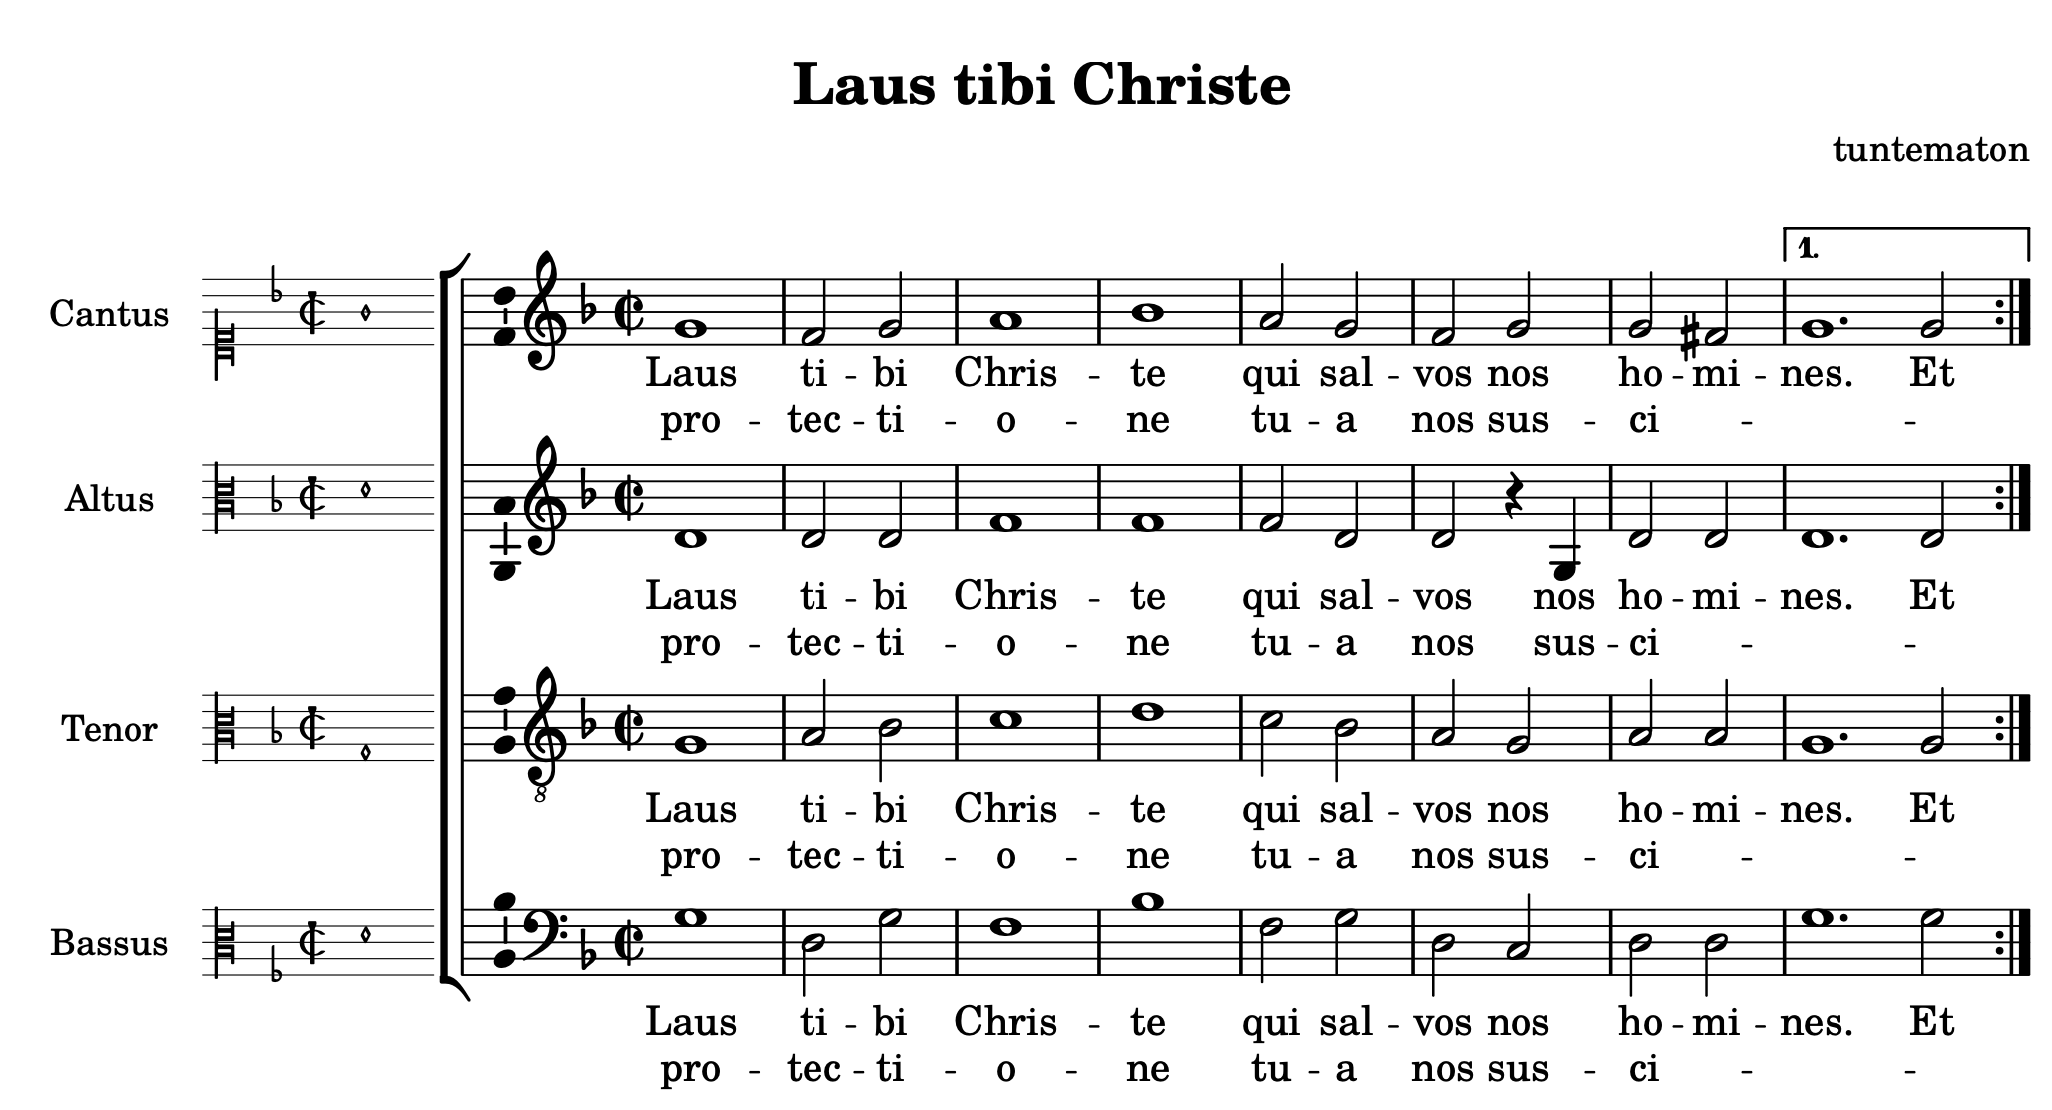 Laus tibi Christe
tuntematon
1.
Cantus
Laus ti - bi Chris - te qui sal - vos nos ho - mi - nes. Et
pro - tec - ti - o - ne tu - a nos sus - ci - -
Altus
Laus ti - bi Chris - te qui sal - vos nos ho - mi - nes. Et
pro - tec - ti - o - ne tu - a nos sus - ci - -
Tenor
8
Laus ti - bi Chris - te qui sal - vos nos ho - mi - nes. Et
pro - tec - ti - o - ne tu - a nos sus - ci - -
Bassus
Laus ti - bi Chris - te qui sal - vos nos ho - mi - nes. Et
pro - tec - ti - o - ne tu - a nos sus - ci - -